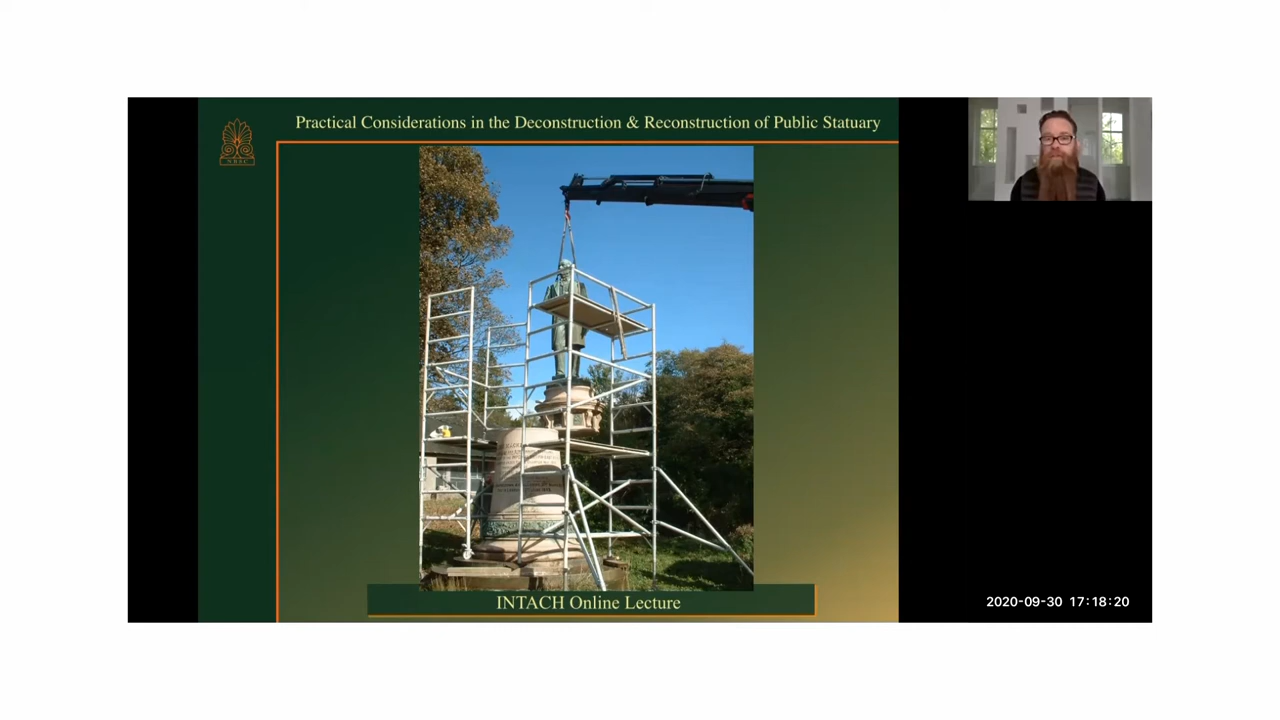 Practical Considerations in the Deconstruction & Reconstruction of Public Statuary
INTACH Online Lecture
2020-09-30 17:18:20